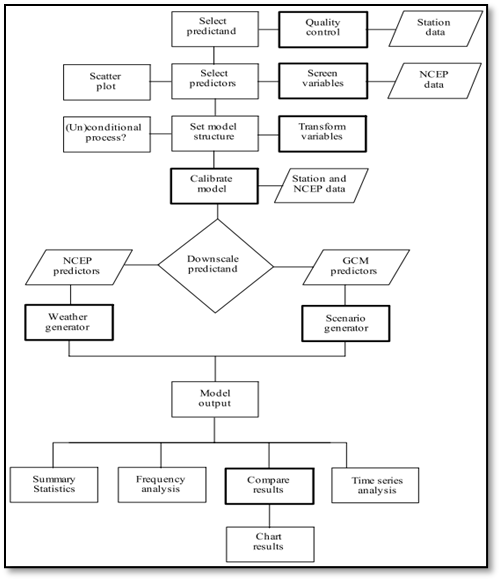 Select
predictand
Quality
control
Station
data
Scatter
plot
Select
predictors
Screen
variables
NCEP
data
(Un)conditional
process?
Set model
structure
Transform
variables
Calibrate
model
Station and
NCEP data
NCEP
predictors
Downscale
predictand
GCM
predictors
Weather
generator
Scenario
generator
Model
output
Summary
Statistics
Frequency
analysis
Compare
results
Time series
analysis
Chart
results